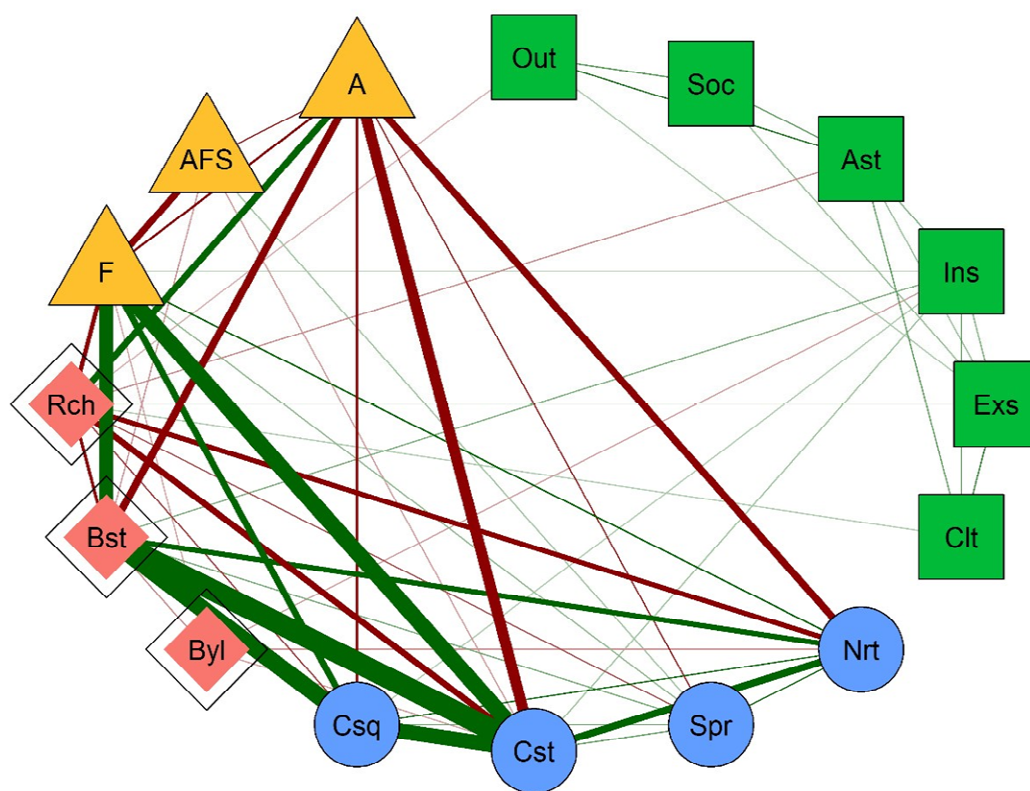 A
Out
Soc
AFS
Ast
F
Ins
Rch
Exs
Bst
Clt
Byl
Nrt
Csq
Cst
Spr